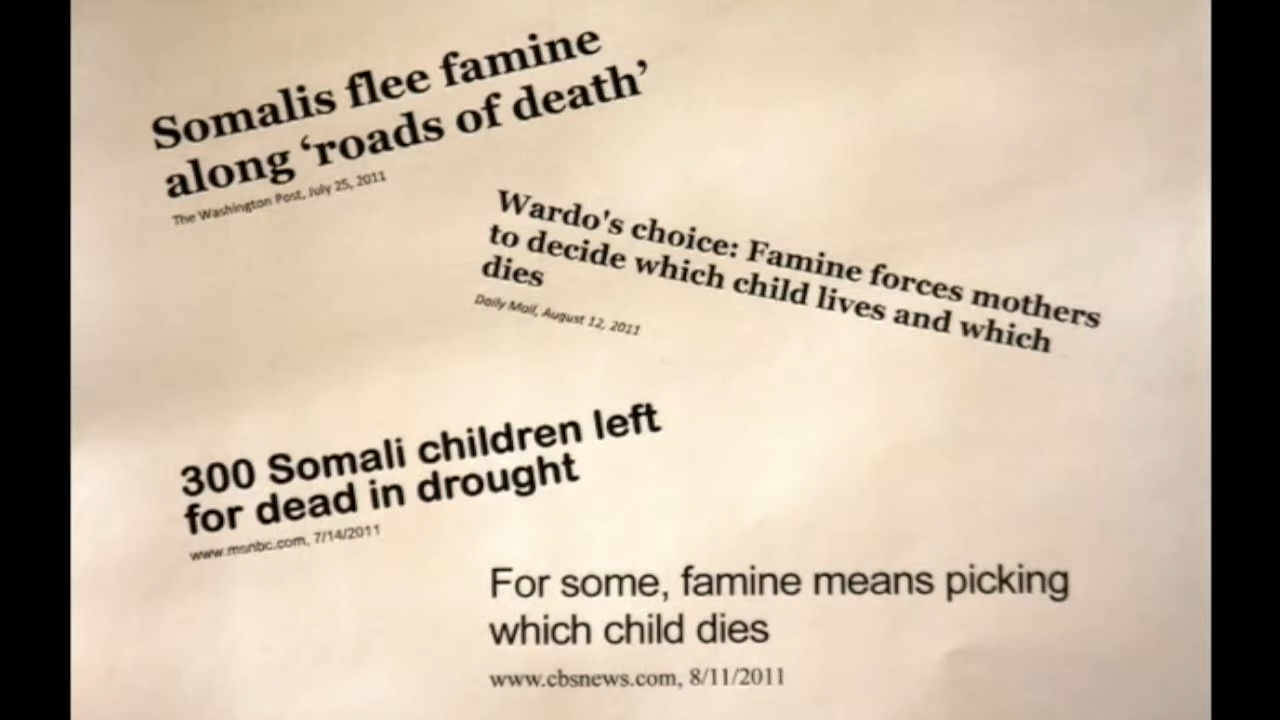 Somalis flee famine
along ‘roads of death’
The Washington Post, July 25, 2011
Wardo's choice: Famine forces mothers
to decide which child lives and which
dies
Daily Mail, August 12, 2011
300 Somali children left
for dead in drought
www.msnbc.com, 7/14/2011
For some, famine means picking
which child dies
www.cbsnews.com, 8/11/2011